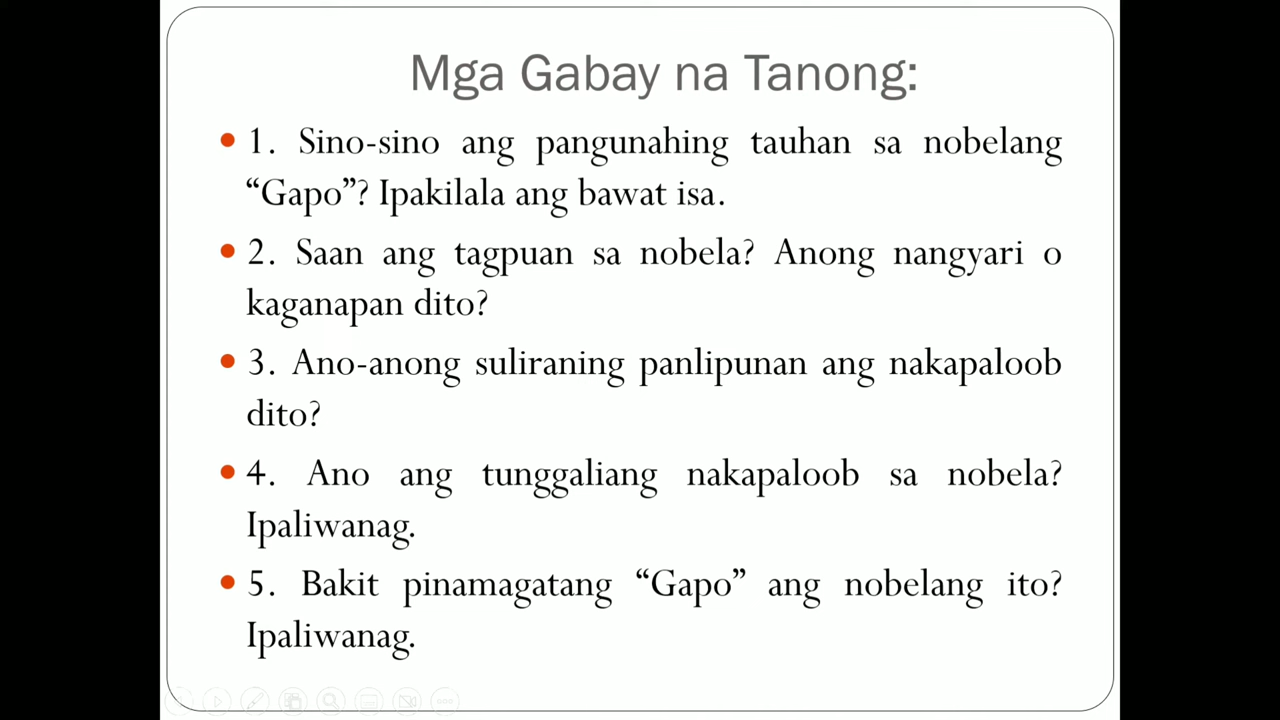 Mga Gabay na Tanong:
• 1. Sino-sino ang pangunahing tauhan sa nobelang
“Gapo”? Ipakilala ang bawat isa.
• 2. Saan ang tagpuan sa nobela? Anong nangyari o
kaganapan dito?
• 3. Ano-anong suliraning panlipunan ang nakapaloob
dito?
• 4. Ano ang tunggaliang nakapaloob sa nobela?
Ipaliwanag.
• 5. Bakit pinamagatang “Gapo” ang nobelang ito?
Ipaliwanag.